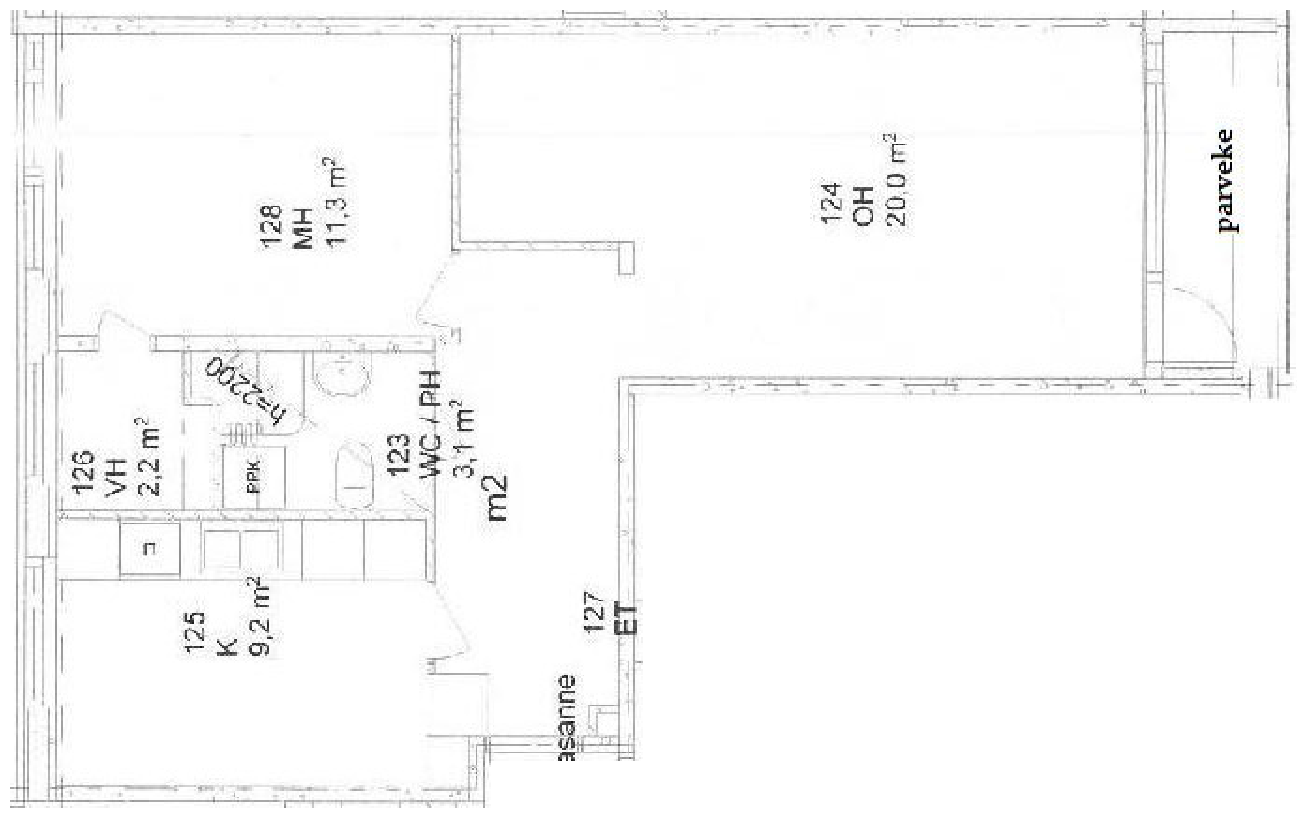 128
MH
11,3 m²
124
OH
20,0 m²
parveke
h=2200
126
VH
2,2 m²
PPK
123
WC / PH
3,1 m²
m2
125
K
9,2 m²
127
ET
asanne